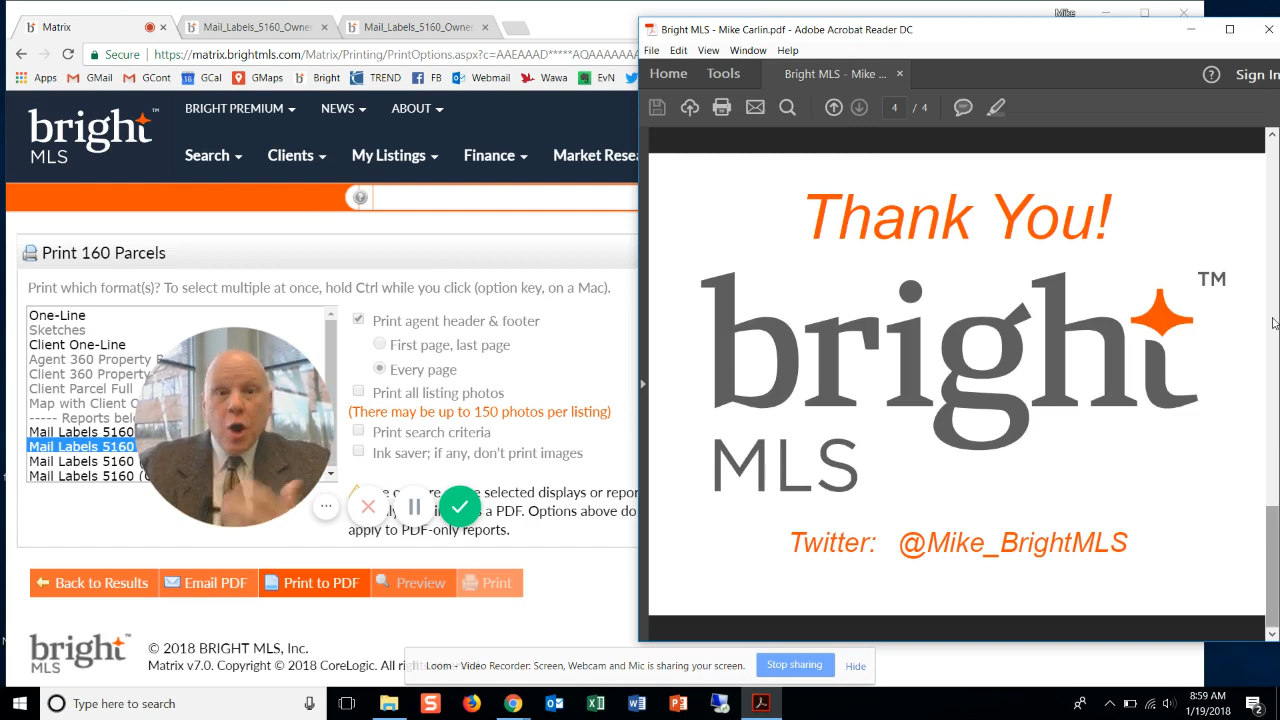 Matrix
Mail_Labels_5160_Owne
Mail_Labels_5160_Owne
Mike
Secure
https://matrix.brightmls.com/Matrix/Printing/PrintOptions.aspx?c=AAEAAAD*****AQAAAAAA
Apps
GMail
GCont
GCal
GMaps
Bright
TREND
FB
Webmail
Wawa
EvN
bright MLS ™
BRIGHT PREMIUM
NEWS
ABOUT
Search
Clients
My Listings
Finance
Market Resea
Print 160 Parcels
Print which format(s)? To select multiple at once, hold Ctrl while you click (option key, on a Mac).
One-Line
Sketches
Client One-Line
Agent 360 Property
Client 360 Property
Client Parcel Full
Map with Client
----- Reports bel
Mail Labels 5160
Mail Labels 5160
Mail Labels 5160
Mail Labels 5160
Print agent header & footer
First page, last page
Every page
Print all listing photos
(There may be up to 150 photos per listing)
Print search criteria
Ink saver; if any, don't print images
selected displays or repor
a PDF. Options above do
apply to PDF-only reports.
Back to Results
Email PDF
Print to PDF
Preview
Print
bright MLS ™
© 2018 BRIGHT MLS, Inc.
Matrix v7.0. Copyright © 2018 CoreLogic. All rig
Bright MLS - Mike Carlin.pdf - Adobe Acrobat Reader DC
File Edit View Window Help
Home
Tools
Bright MLS - Mike ...
Sign In
4 / 4
Thank You!
bright ™
MLS
Twitter: @Mike_BrightMLS
Loom - Video Recorder: Screen, Webcam and Mic is sharing your screen.
Stop sharing
Hide
Type here to search
8:59 AM
1/19/2018
2